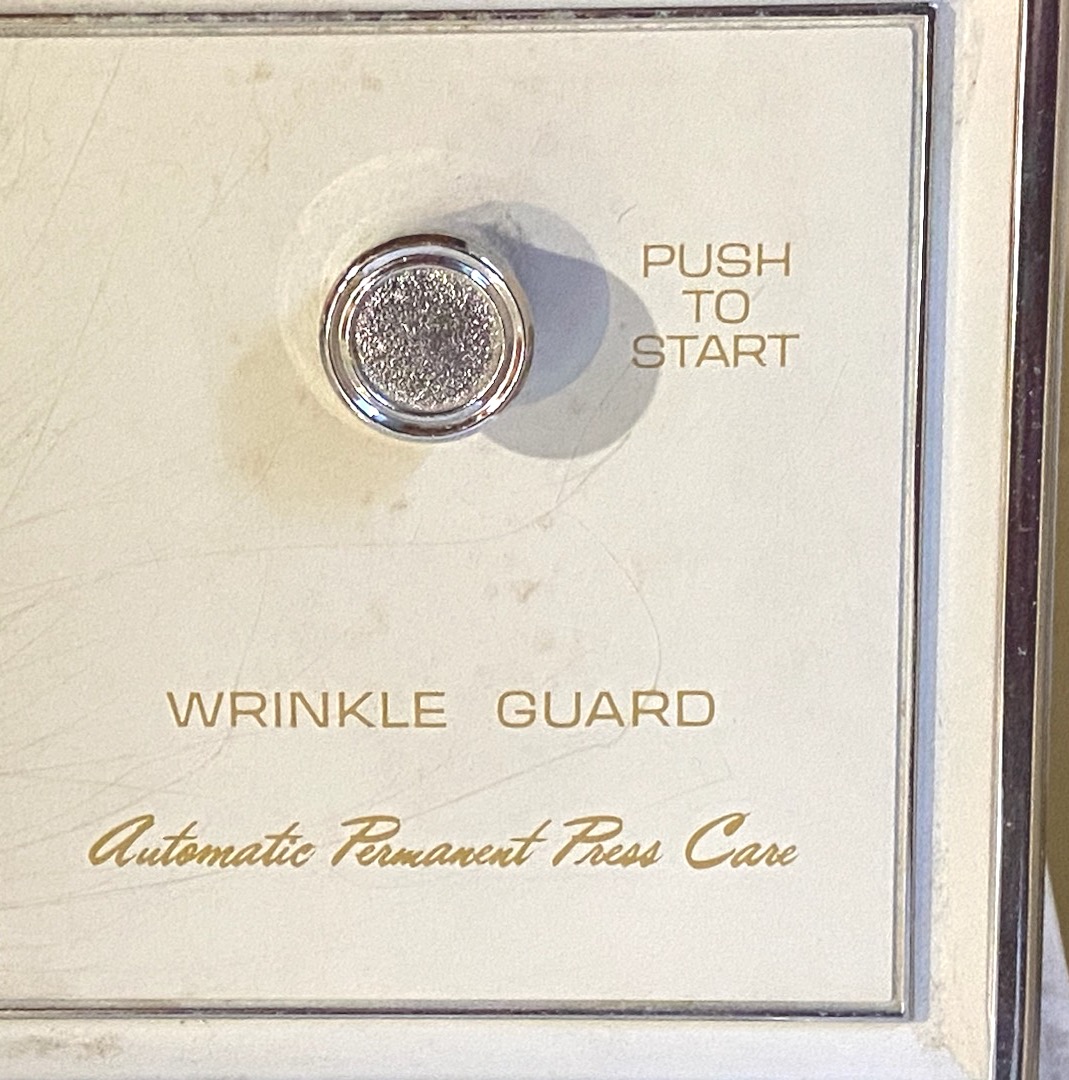 PUSH
TO
START
WRINKLE GUARD
Automatic Permanent Press Care